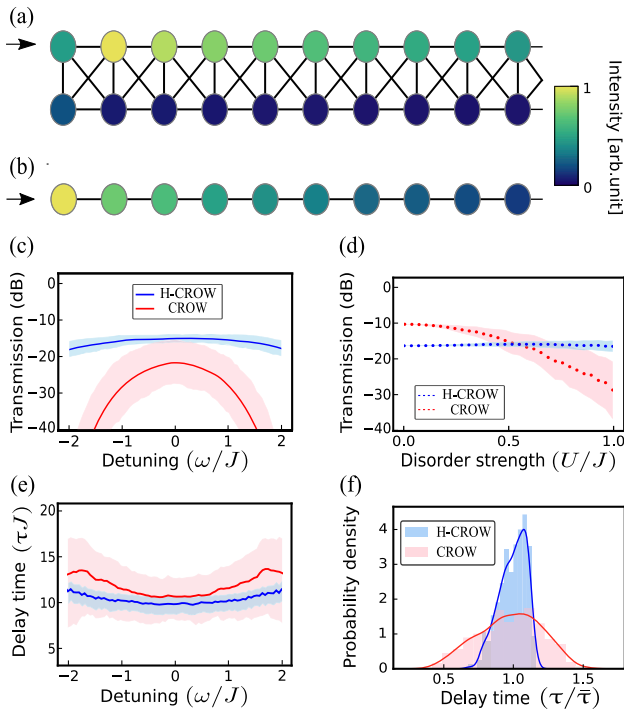 (a)
1
0
Intensity [arb.unit]
(b)
(c)
(d)
0
−10
−20
−30
−40
Transmission (dB)
H-CROW
CROW
−2
−1
0
1
2
Detuning (ω/J)
0
−10
−20
−30
−40
Transmission (dB)
H-CROW
CROW
0.0
0.5
1.0
Disorder strength (U/J)
(e)
(f)
20
15
10
5
Delay time (τJ)
−2
−1
0
1
2
Detuning (ω/J)
4
3
2
1
0
Probability density
H-CROW
CROW
0.5
1.0
1.5
Delay time (τ/τ̄)